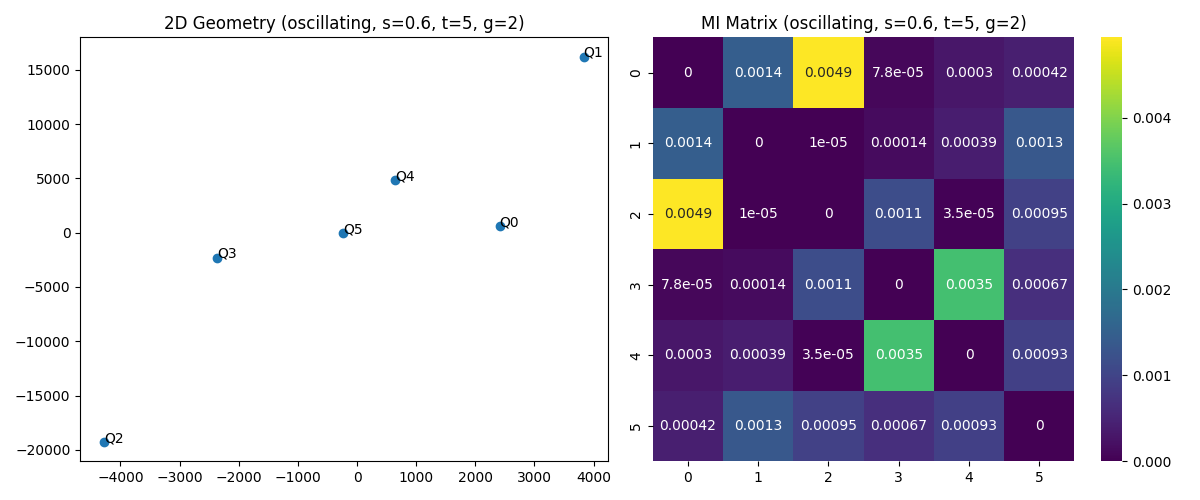 2D Geometry (oscillating, s=0.6, t=5, g=2)
15000
10000
5000
0
−5000
−10000
−15000
−20000
−4000 −3000 −2000 −1000 0 1000 2000 3000 4000
Q1
Q4
Q0
Q5
Q3
Q2
MI Matrix (oscillating, s=0.6, t=5, g=2)
0 0 0.0014 0.0049 7.8e-05 0.0003 0.00042
1 0.0014 0 1e-05 0.00014 0.00039 0.0013
2 0.0049 1e-05 0 0.0011 3.5e-05 0.00095
3 7.8e-05 0.00014 0.0011 0 0.0035 0.00067
4 0.0003 0.00039 3.5e-05 0.0035 0 0.00093
5 0.00042 0.0013 0.00095 0.00067 0.00093 0
0 1 2 3 4 5
0.004
0.003
0.002
0.001
0.000